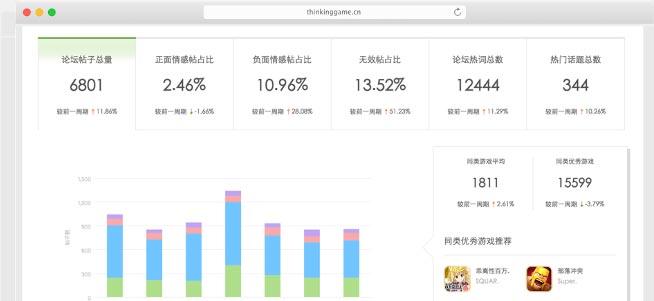 thinkinggame.cn
论坛帖子总量
6801
较前一周期 ↑ 11.86%
正面情感帖占比
2.46%
较前一周期 ↓ -1.66%
负面情感帖占比
10.96%
较前一周期 ↑ 28.08%
无效帖占比
13.52%
较前一周期 ↑ 51.23%
论坛热词总数
12444
较前一周期 ↑ 11.29%
热门话题总数
344
较前一周期 ↑ 10.26%
1,500
1,200
900
600
300
0
帖子数
同类游戏平均
1811
较前一周期 ↑ 2.61%
同类优秀游戏
15599
较前一周期 ↓ -3.79%
同类优秀游戏推荐
乖离性百万.
SQUAR.
部落冲突
Super.